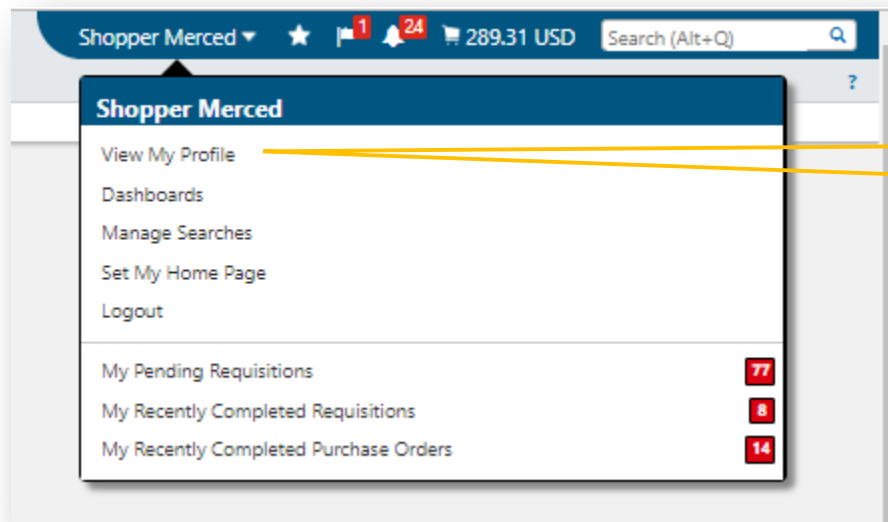 Shopper Merced 1 24 289.31 USD Search (Alt+Q)
?
Shopper Merced
View My Profile
Dashboards
Manage Searches
Set My Home Page
Logout
My Pending Requisitions 77
My Recently Completed Requisitions 8
My Recently Completed Purchase Orders 14